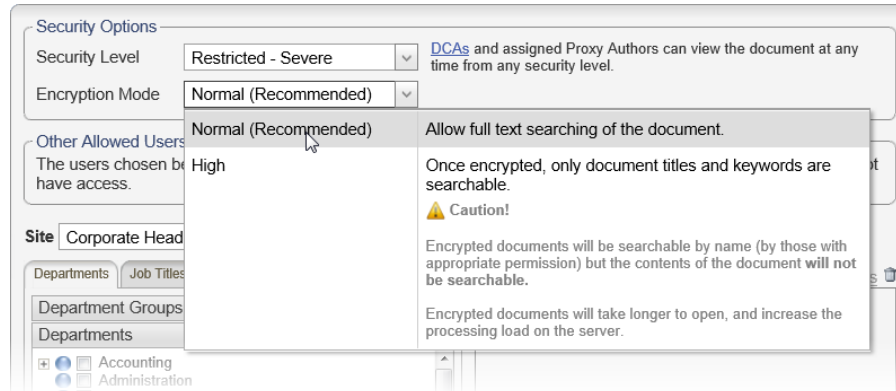 Security Options
Security Level
Restricted - Severe
DCAs and assigned Proxy Authors can view the document at any
time from any security level.
Encryption Mode
Normal (Recommended)
Normal (Recommended)
Allow full text searching of the document.
Other Allowed Users
The users chosen be
have access.
High
Once encrypted, only document titles and keywords are
searchable.
Caution!
Encrypted documents will be searchable by name (by those with
appropriate permission) but the contents of the document will not
be searchable.
Encrypted documents will take longer to open, and increase the
processing load on the server.
Site
Corporate Head
Departments
Job Titles
Department Groups
Departments
Accounting
Administration